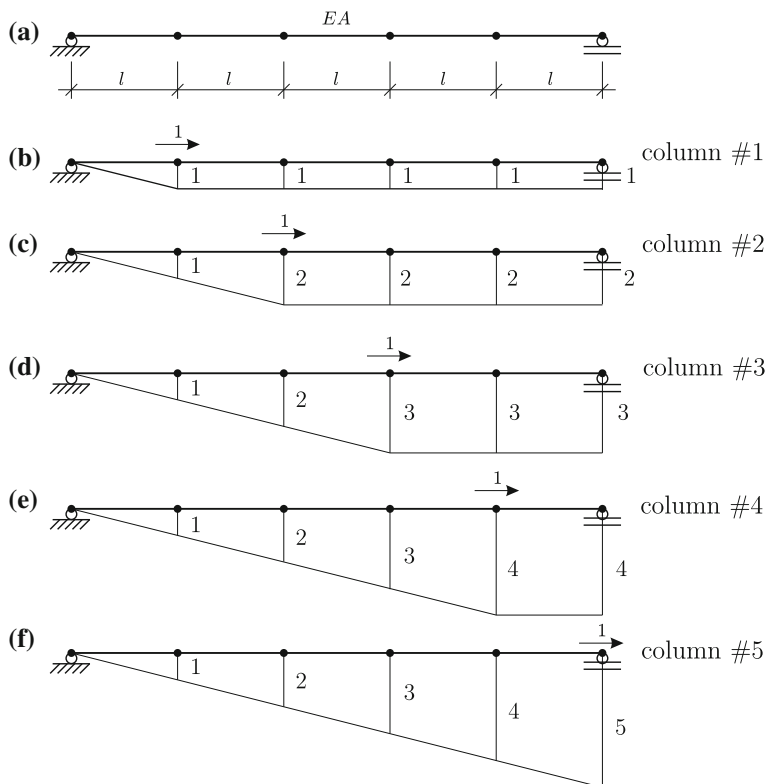 (a) EA
l l l l l
(b) 1 column #1
1 1 1 1 1
(c) 1 column #2
1 2 2 2 2
(d) 1 column #3
1 2 3 3 3
(e) 1 column #4
1 2 3 4 4
(f) 1 column #5
1 2 3 4 5